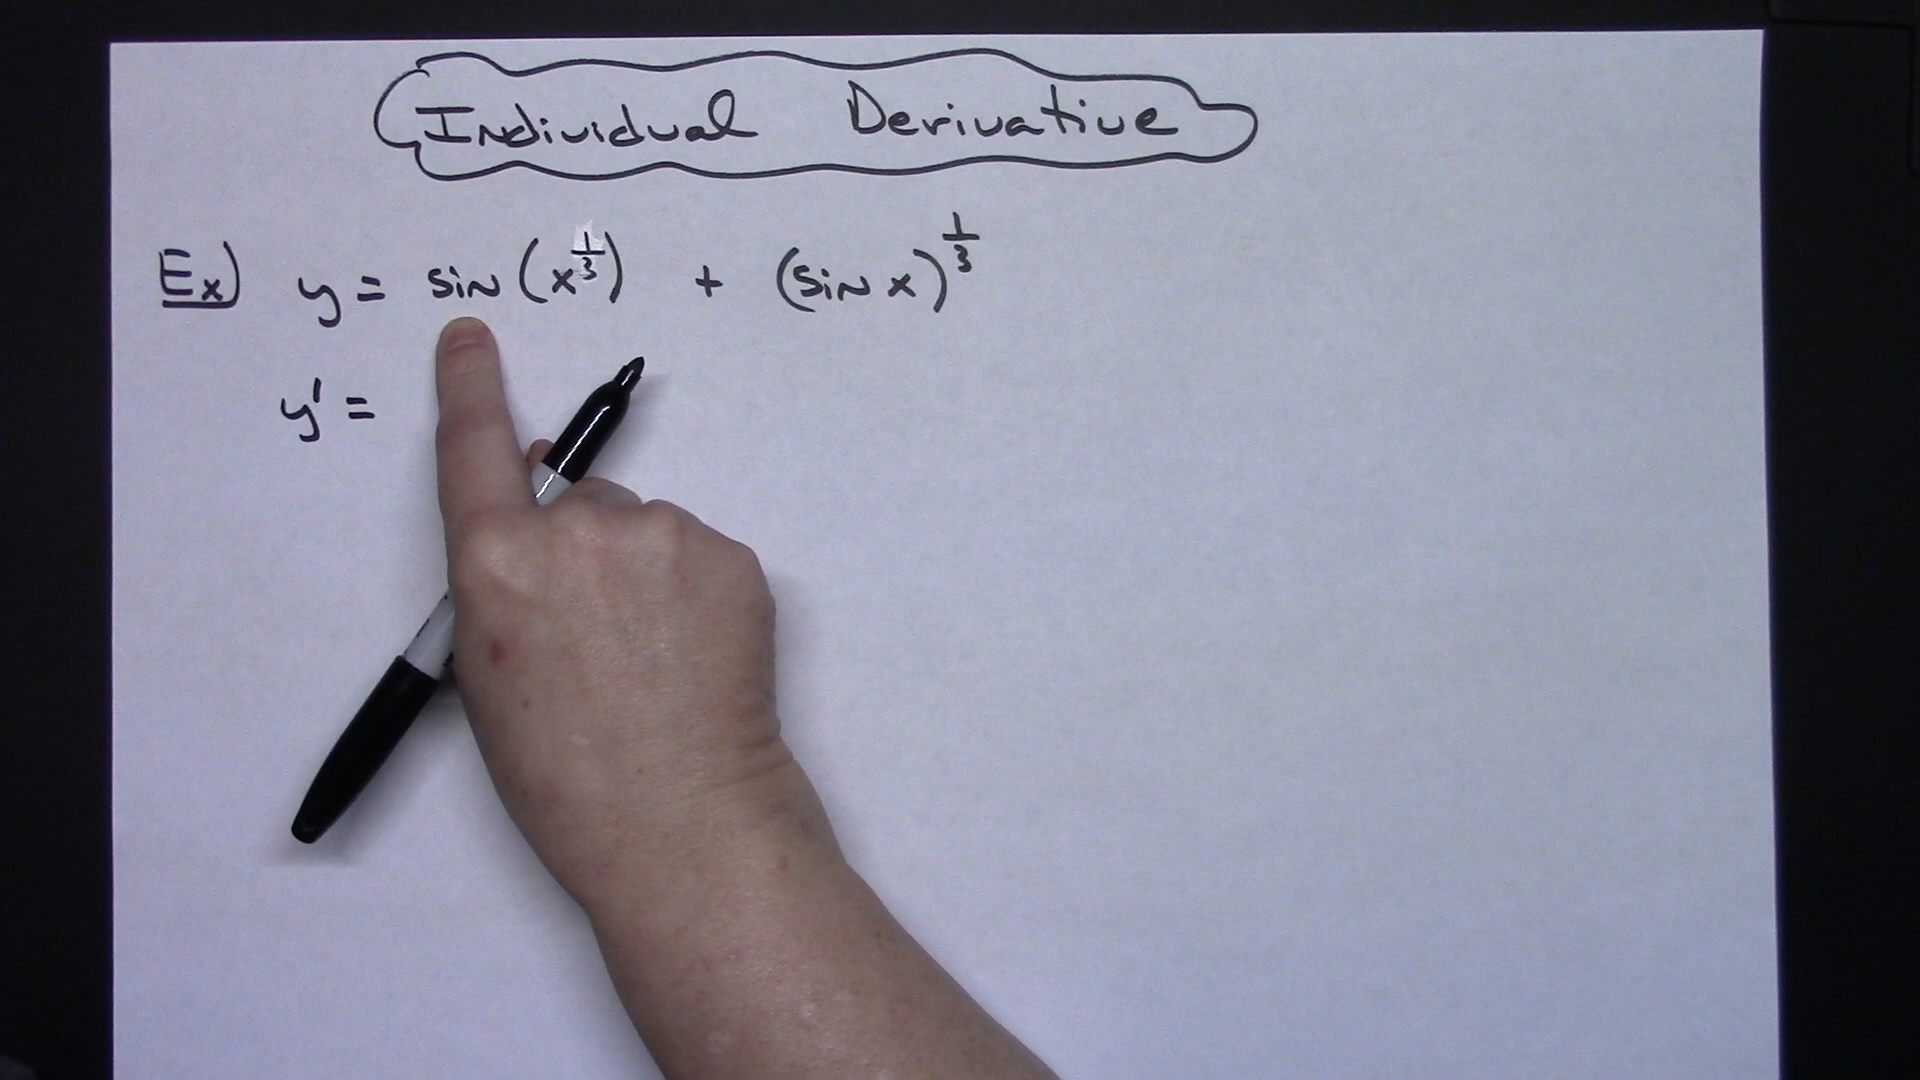 Individual Derivative
Ex) y = sin (x^{1/3}) + (sin x)^{1/3}
y' =